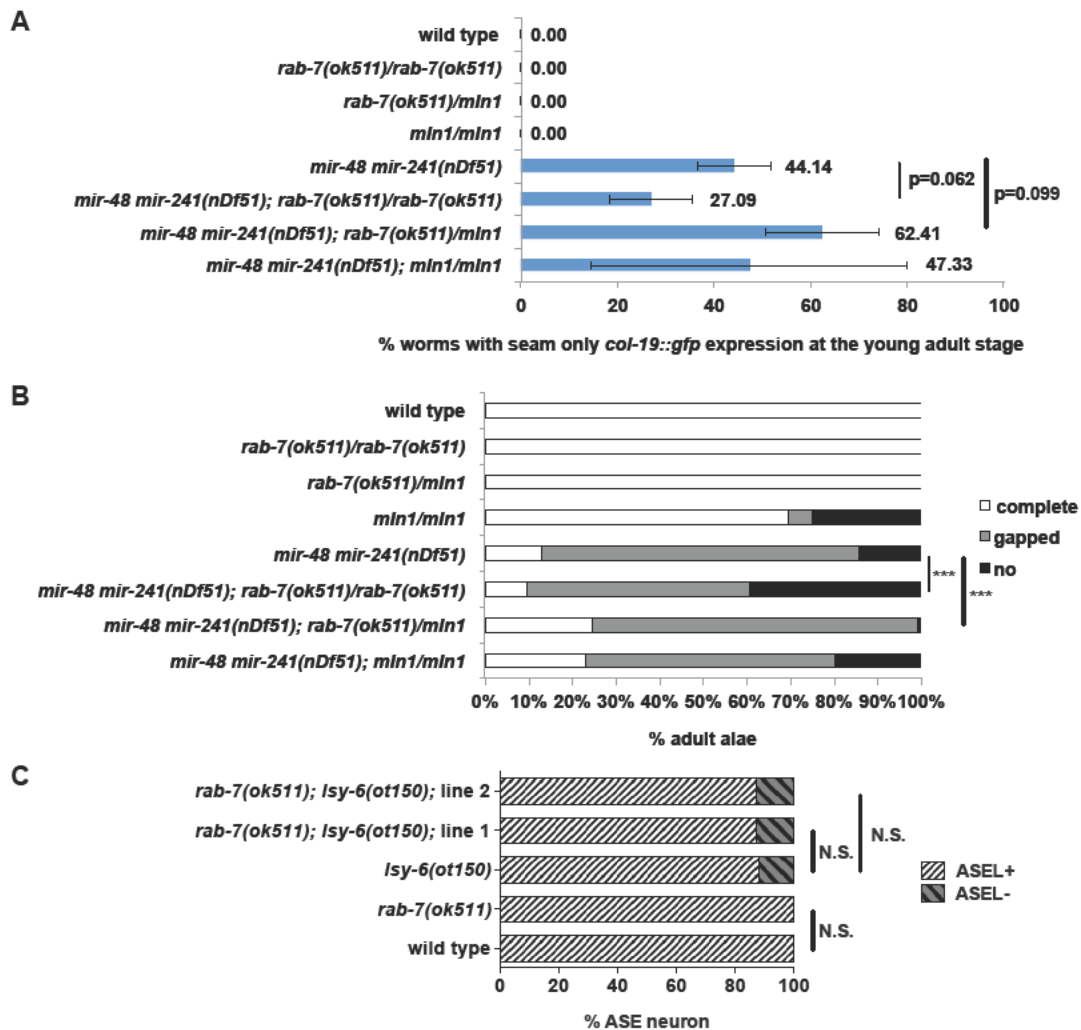 A
wild type
0.00
rab-7(ok511)/rab-7(ok511)
0.00
rab-7(ok511)/mIn1
0.00
mIn1/mIn1
0.00
mir-48 mir-241(nDf51)
44.14
mir-48 mir-241(nDf51); rab-7(ok511)/rab-7(ok511)
27.09
mir-48 mir-241(nDf51); rab-7(ok511)/mIn1
62.41
mir-48 mir-241(nDf51); mIn1/mIn1
47.33
p=0.062
p=0.099
0 20 40 60 80 100
% worms with seam only col-19::gfp expression at the young adult stage
B
wild type
rab-7(ok511)/rab-7(ok511)
rab-7(ok511)/mIn1
mIn1/mIn1
mir-48 mir-241(nDf51)
mir-48 mir-241(nDf51); rab-7(ok511)/rab-7(ok511)
mir-48 mir-241(nDf51); rab-7(ok511)/mIn1
mir-48 mir-241(nDf51); mIn1/mIn1
***
***
complete
gapped
no
0% 10% 20% 30% 40% 50% 60% 70% 80% 90%100%
% adult alae
C
rab-7(ok511); lsy-6(ot150); line 2
rab-7(ok511); lsy-6(ot150); line 1
lsy-6(ot150)
rab-7(ok511)
wild type
N.S.
N.S.
N.S.
ASEL+
ASEL-
0 20 40 60 80 100
% ASE neuron